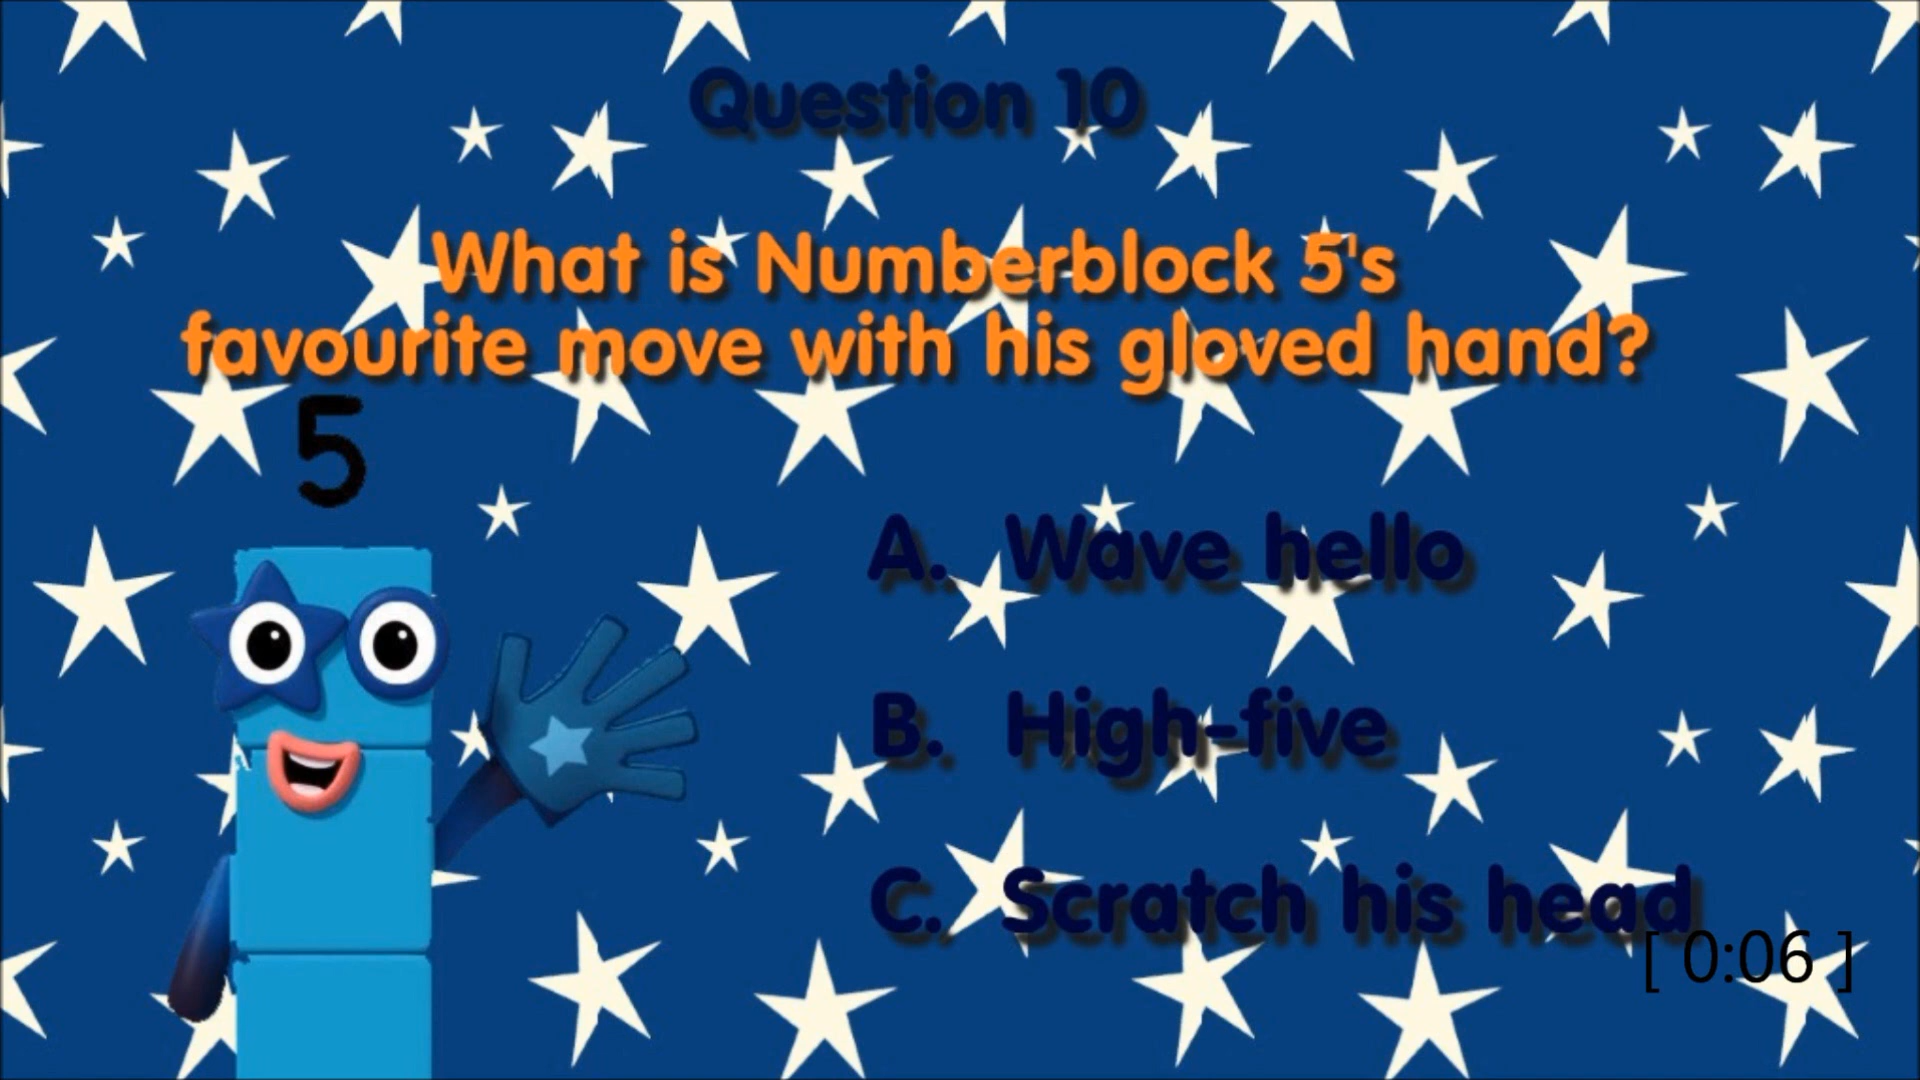 Question 10
What is Numberblock 5's
favourite move with his gloved hand?
5
A. Wave hello
B. High-five
C. Scratch his head
[ 0:06 ]